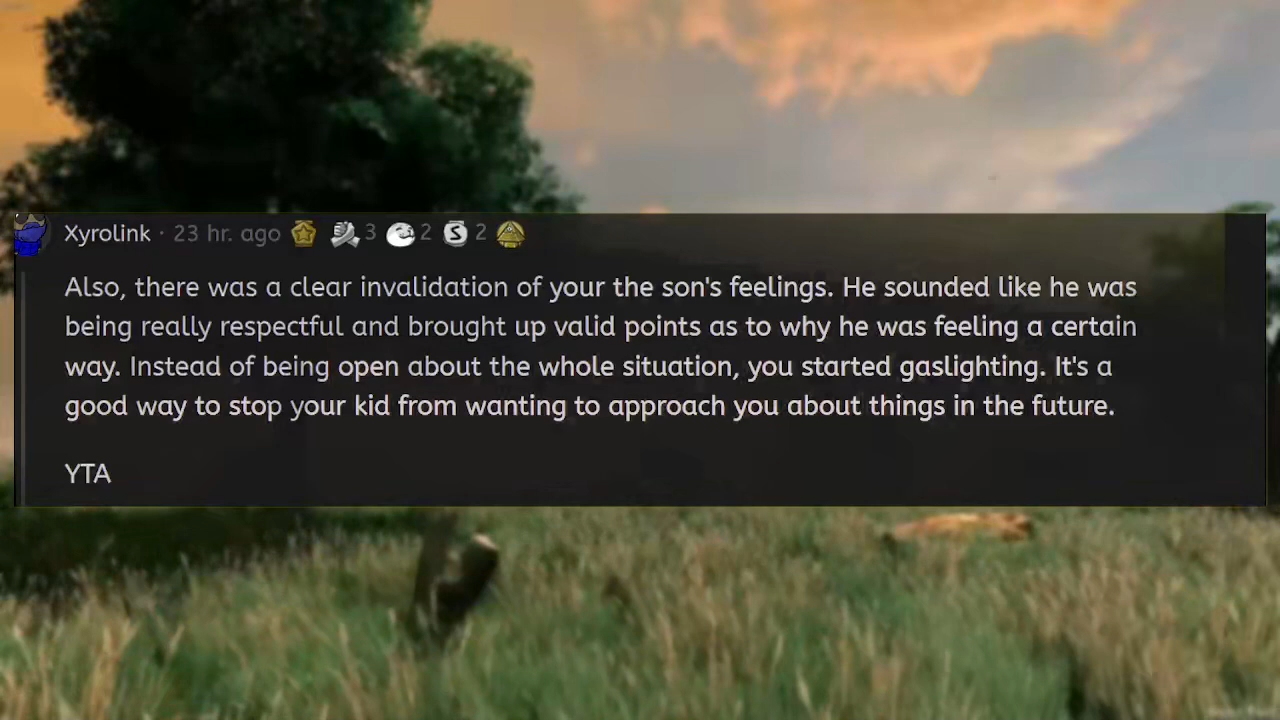 Xyrolink · 23 hr. ago 3 2 S 2
Also, there was a clear invalidation of your the son's feelings. He sounded like he was
being really respectful and brought up valid points as to why he was feeling a certain
way. Instead of being open about the whole situation, you started gaslighting. It's a
good way to stop your kid from wanting to approach you about things in the future.
YTA